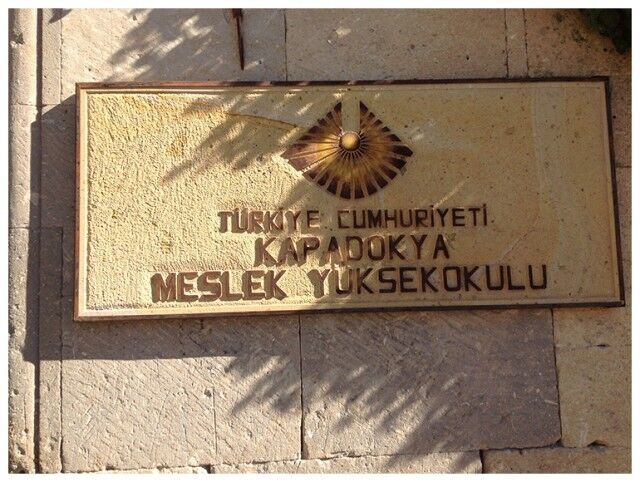 TÜRKİYE CUMHURİYETİ
KAPADOKYA
MESLEK YÜKSEKOKULU